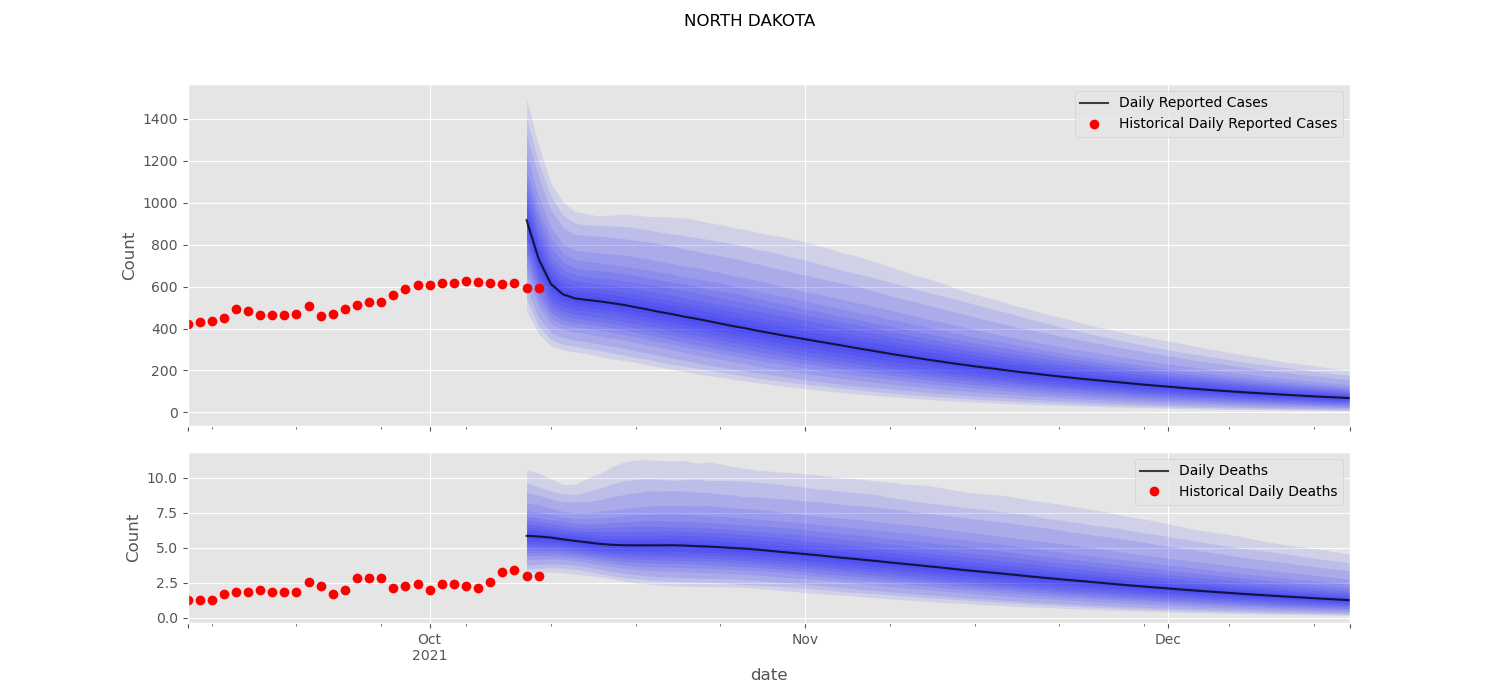 NORTH DAKOTA
Daily Reported Cases
Historical Daily Reported Cases
1400
1200
1000
800
600
400
200
0
Count
Daily Deaths
Historical Daily Deaths
10.0
7.5
5.0
2.5
0.0
Count
Oct
2021
Nov
Dec
date